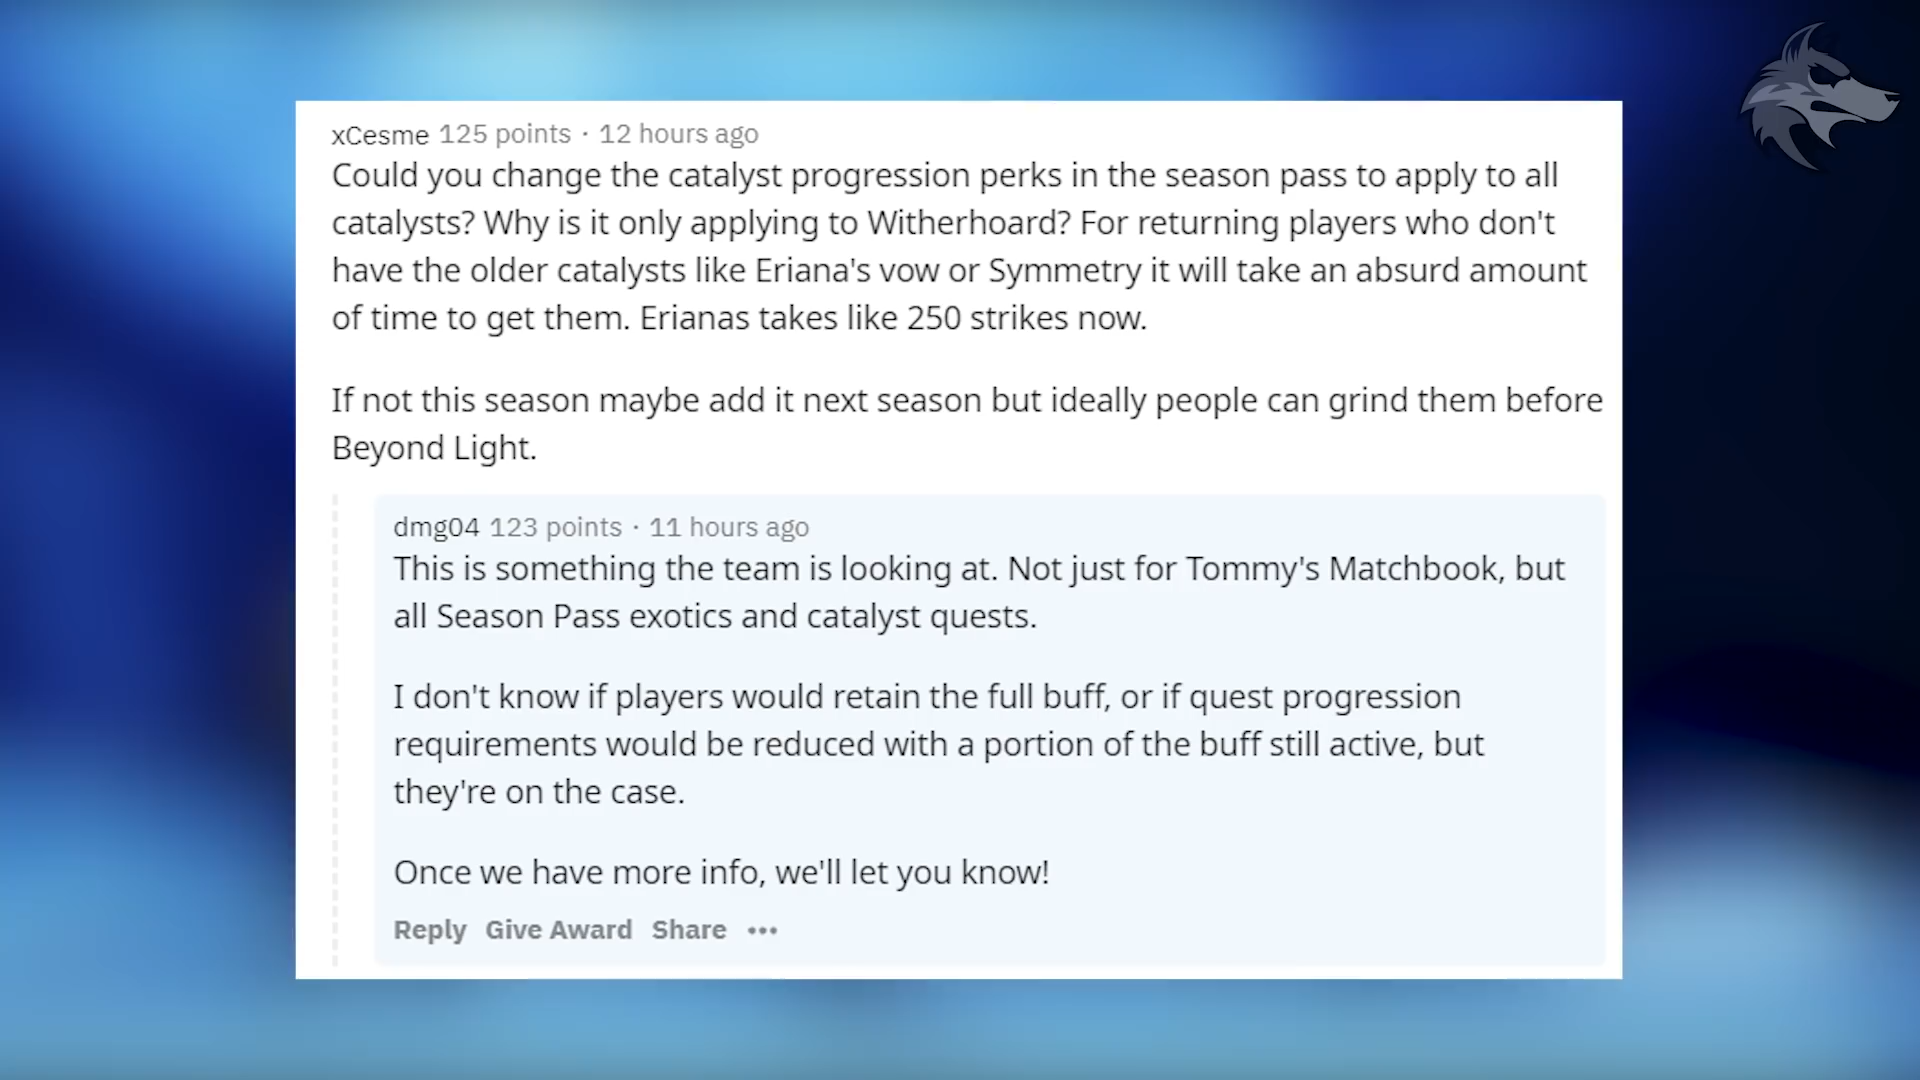 xCesme 125 points · 12 hours ago
Could you change the catalyst progression perks in the season pass to apply to all
catalysts? Why is it only applying to Witherhoard? For returning players who don't
have the older catalysts like Eriana's vow or Symmetry it will take an absurd amount
of time to get them. Erianas takes like 250 strikes now.
If not this season maybe add it next season but ideally people can grind them before
Beyond Light.
dmg04 123 points · 11 hours ago
This is something the team is looking at. Not just for Tommy's Matchbook, but
all Season Pass exotics and catalyst quests.
I don't know if players would retain the full buff, or if quest progression
requirements would be reduced with a portion of the buff still active, but
they're on the case.
Once we have more info, we'll let you know!
Reply Give Award Share •••